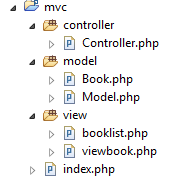 mvc
controller
Controller.php
model
Book.php
Model.php
view
booklist.php
viewbook.php
index.php